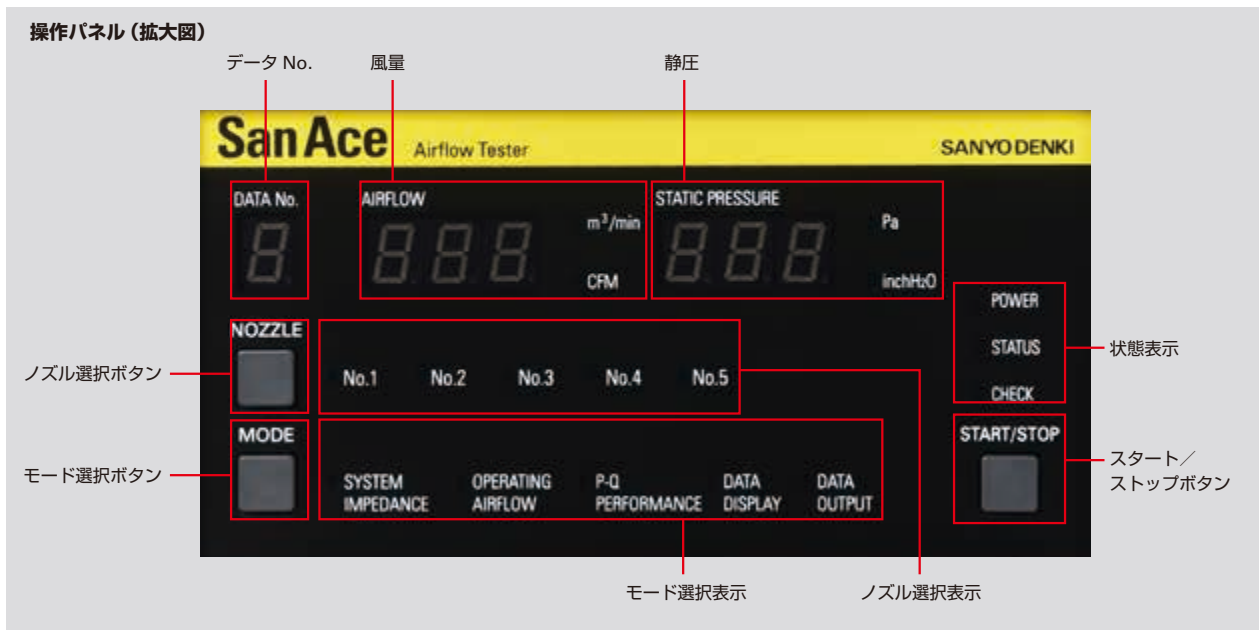 操作パネル（拡大図）
データ No.
風量
静圧
San Ace Airflow Tester
SANYO DENKI
DATA No.
AIRFLOW
STATIC PRESSURE
8
888
m³/min
CFM
888
Pa
inchH₂O
POWER
STATUS
CHECK
状態表示
NOZZLE
ノズル選択ボタン
No.1 No.2 No.3 No.4 No.5
MODE
モード選択ボタン
SYSTEM
IMPEDANCE
OPERATING
AIRFLOW
P-Q
PERFORMANCE
DATA
DISPLAY
DATA
OUTPUT
START/STOP
スタート／
ストップボタン
モード選択表示
ノズル選択表示